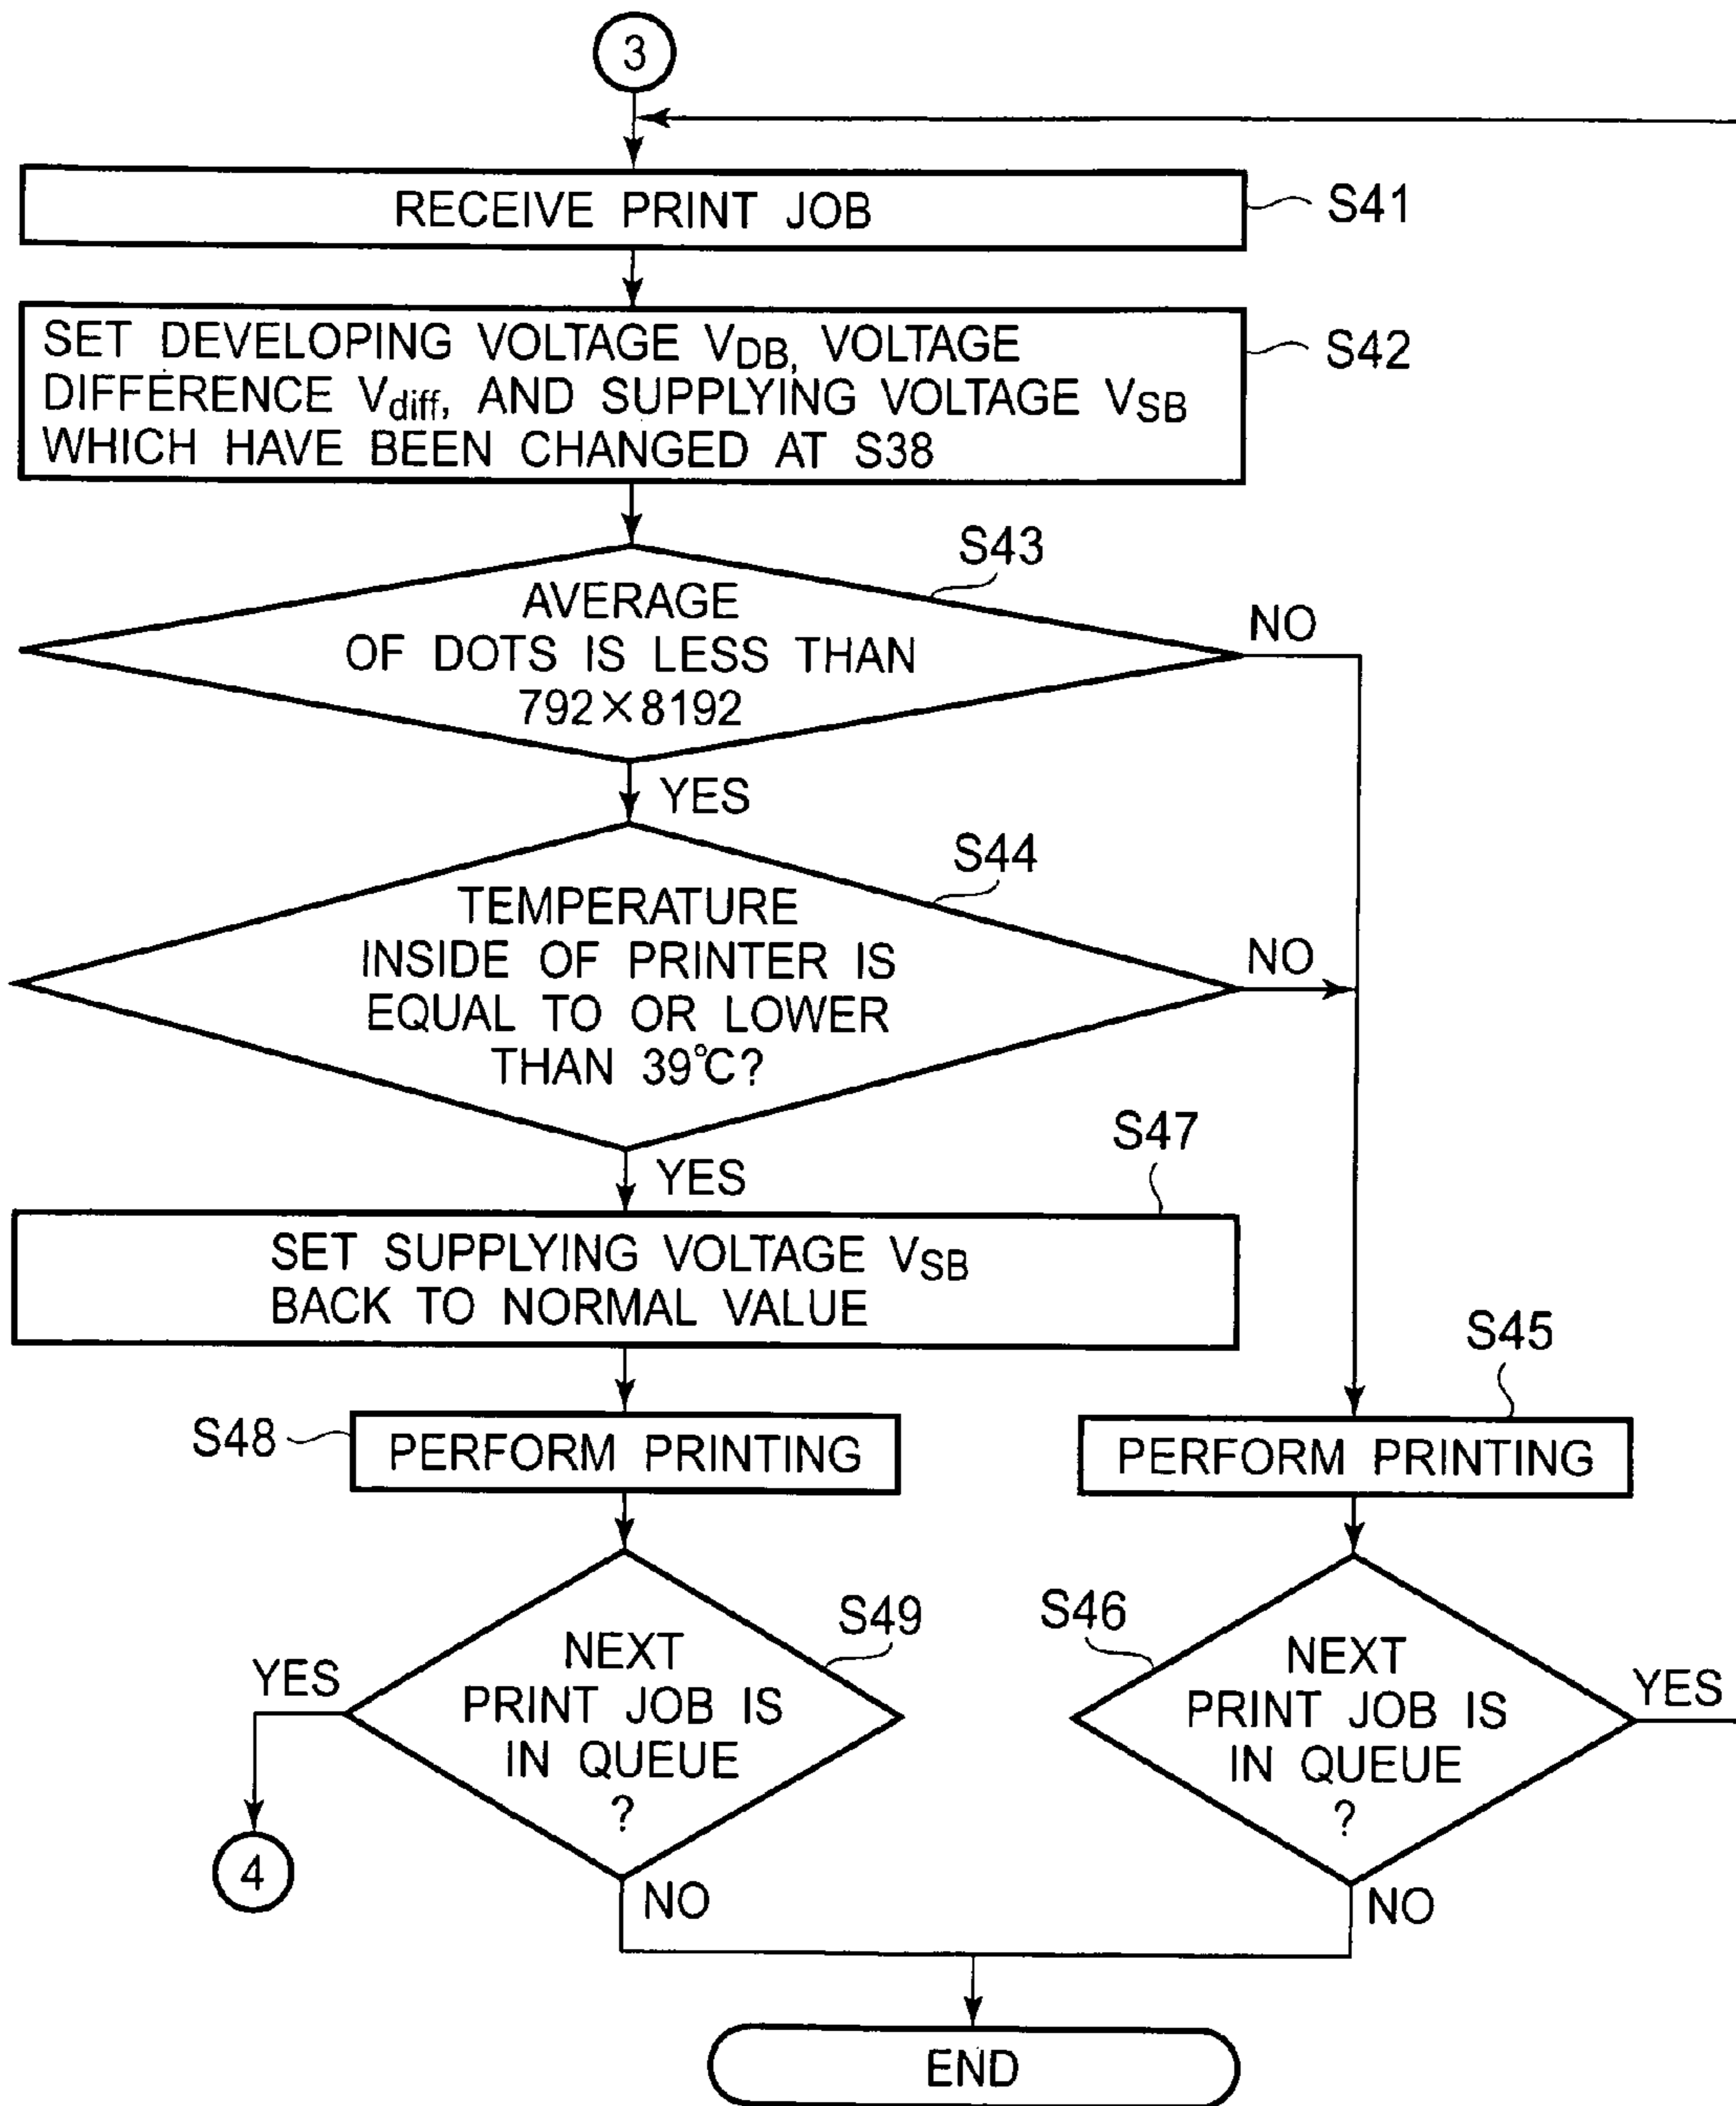 3
RECEIVE PRINT JOB
S41
SET DEVELOPING VOLTAGE VDB, VOLTAGE
DIFFERENCE Vdiff, AND SUPPLYING VOLTAGE VSB
WHICH HAVE BEEN CHANGED AT S38
S42
S43
AVERAGE
OF DOTS IS LESS THAN
792×8192
NO
YES
S44
TEMPERATURE
INSIDE OF PRINTER IS
EQUAL TO OR LOWER
THAN 39°C?
NO
YES
S47
SET SUPPLYING VOLTAGE VSB
BACK TO NORMAL VALUE
S45
S48
PERFORM PRINTING
PERFORM PRINTING
S49
NEXT
PRINT JOB IS
IN QUEUE
?
YES
4
NO
S46
NEXT
PRINT JOB IS
IN QUEUE
?
YES
NO
END